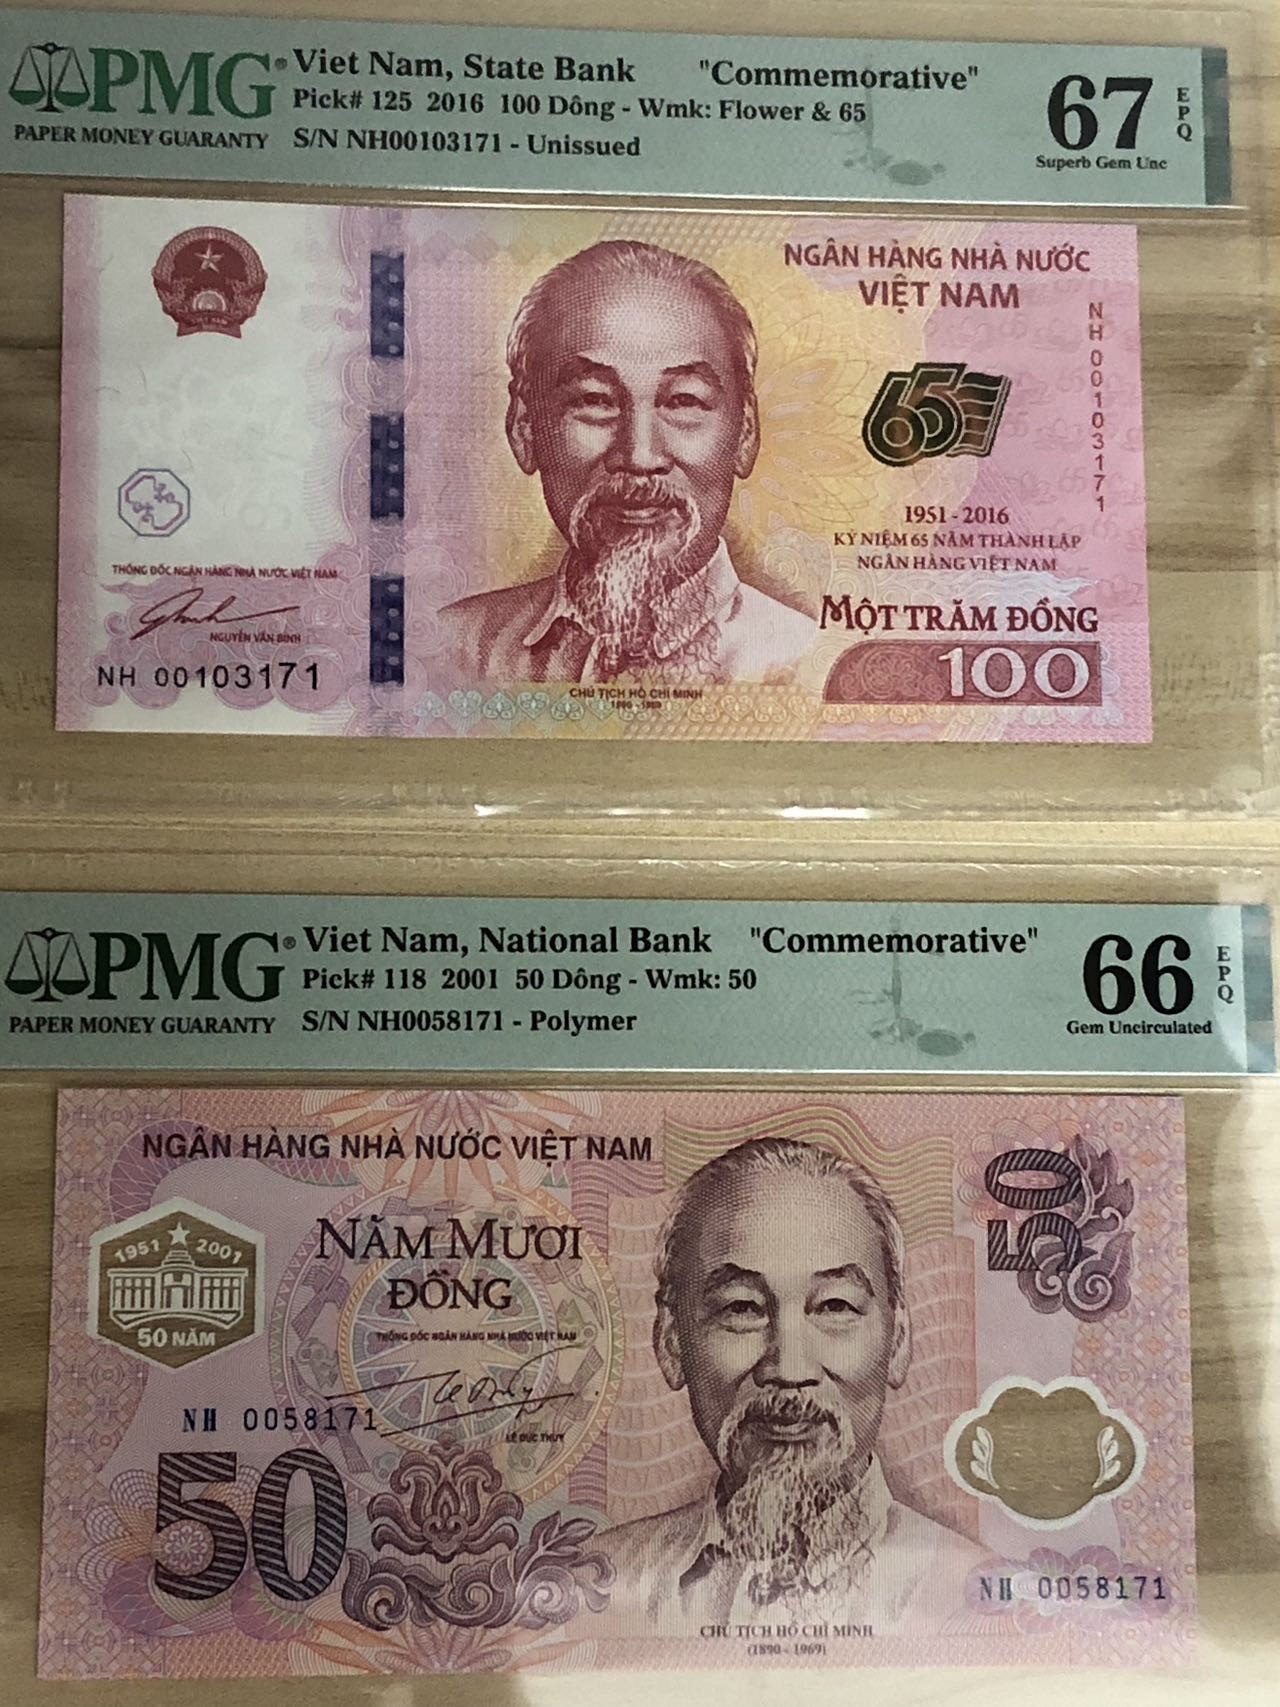 PMG® Viet Nam, State Bank "Commemorative" 67 EPQ
Pick# 125 2016 100 Dông - Wmk: Flower & 65
PAPER MONEY GUARANTY S/N NH00103171 - Unissued Superb Gem Unc
NGÂN HÀNG NHÀ NƯỚC
VIỆT NAM
NH 00103171
VIỆT NAM
65
1951 - 2016
KỶ NIỆM 65 NĂM THÀNH LẬP
NGÂN HÀNG VIỆT NAM
THỐNG ĐỐC NGÂN HÀNG NHÀ NƯỚC VIỆT NAM
NGUYỄN VĂN BÌNH
MỘT TRĂM ĐỒNG
NH 00103171
100
CHỦ TỊCH HỒ CHÍ MINH
1890 - 1969
PMG® Viet Nam, National Bank "Commemorative" 66 EPQ
Pick# 118 2001 50 Dông - Wmk: 50
PAPER MONEY GUARANTY S/N NH0058171 - Polymer Gem Uncirculated
NGÂN HÀNG NHÀ NƯỚC VIỆT NAM
50
1951 2001
50 NĂM
NĂM MƯƠI
ĐỒNG
THỐNG ĐỐC NGÂN HÀNG NHÀ NƯỚC VIỆT NAM
NH 0058171
LÊ ĐỨC THUÝ
50
NH 0058171
CHỦ TỊCH HỒ CHÍ MINH
(1890 - 1969)